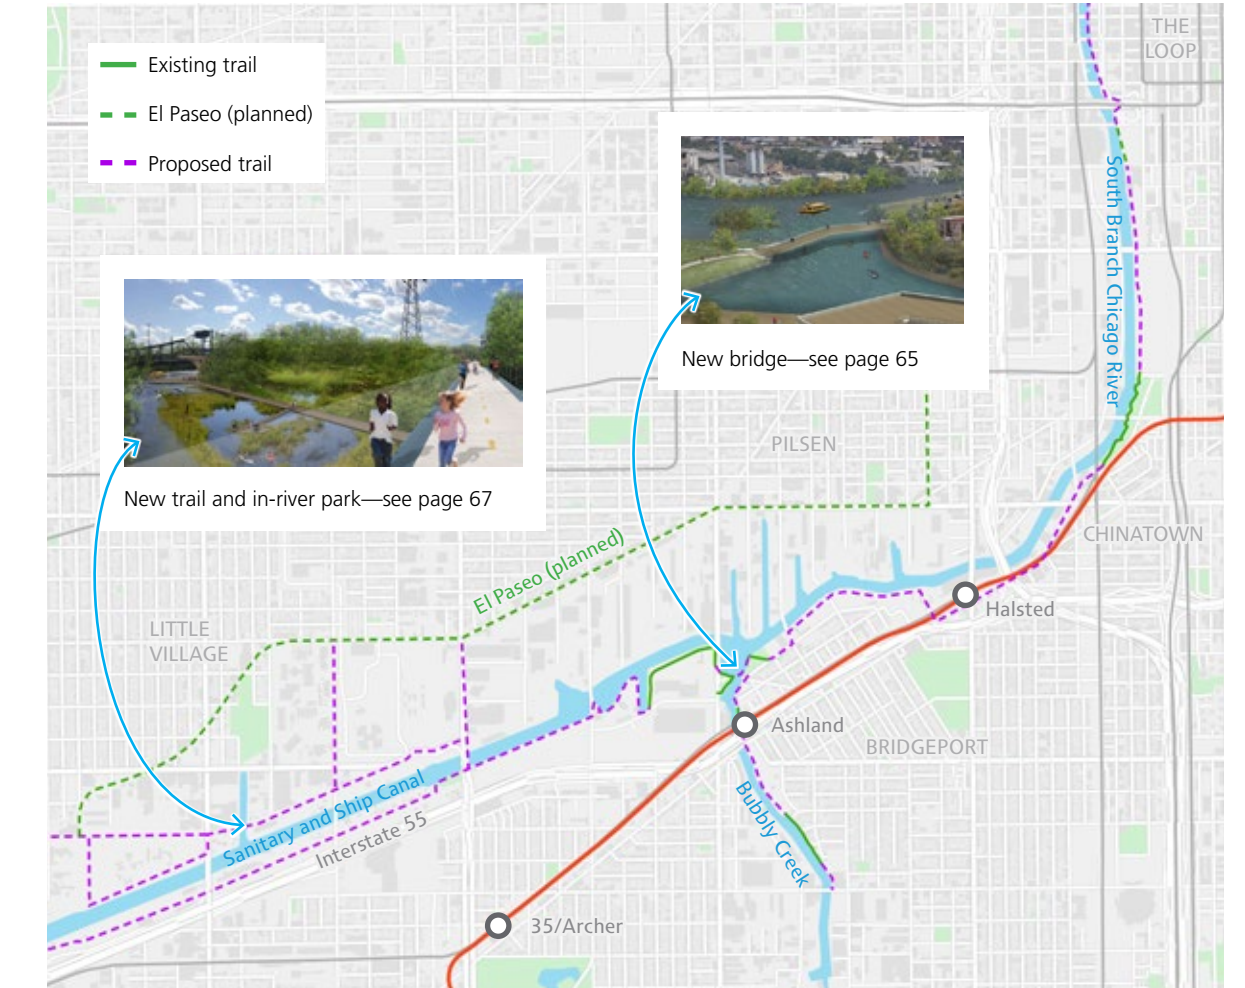 THE
LOOP
Existing trail
El Paseo (planned)
Proposed trail
South Branch Chicago River
New bridge—see page 65
PILSEN
New trail and in-river park—see page 67
CHINATOWN
El Paseo (planned)
Halsted
LITTLE
VILLAGE
Ashland
BRIDGEPORT
Sanitary and Ship Canal
Interstate 55
Bubbly Creek
35/Archer